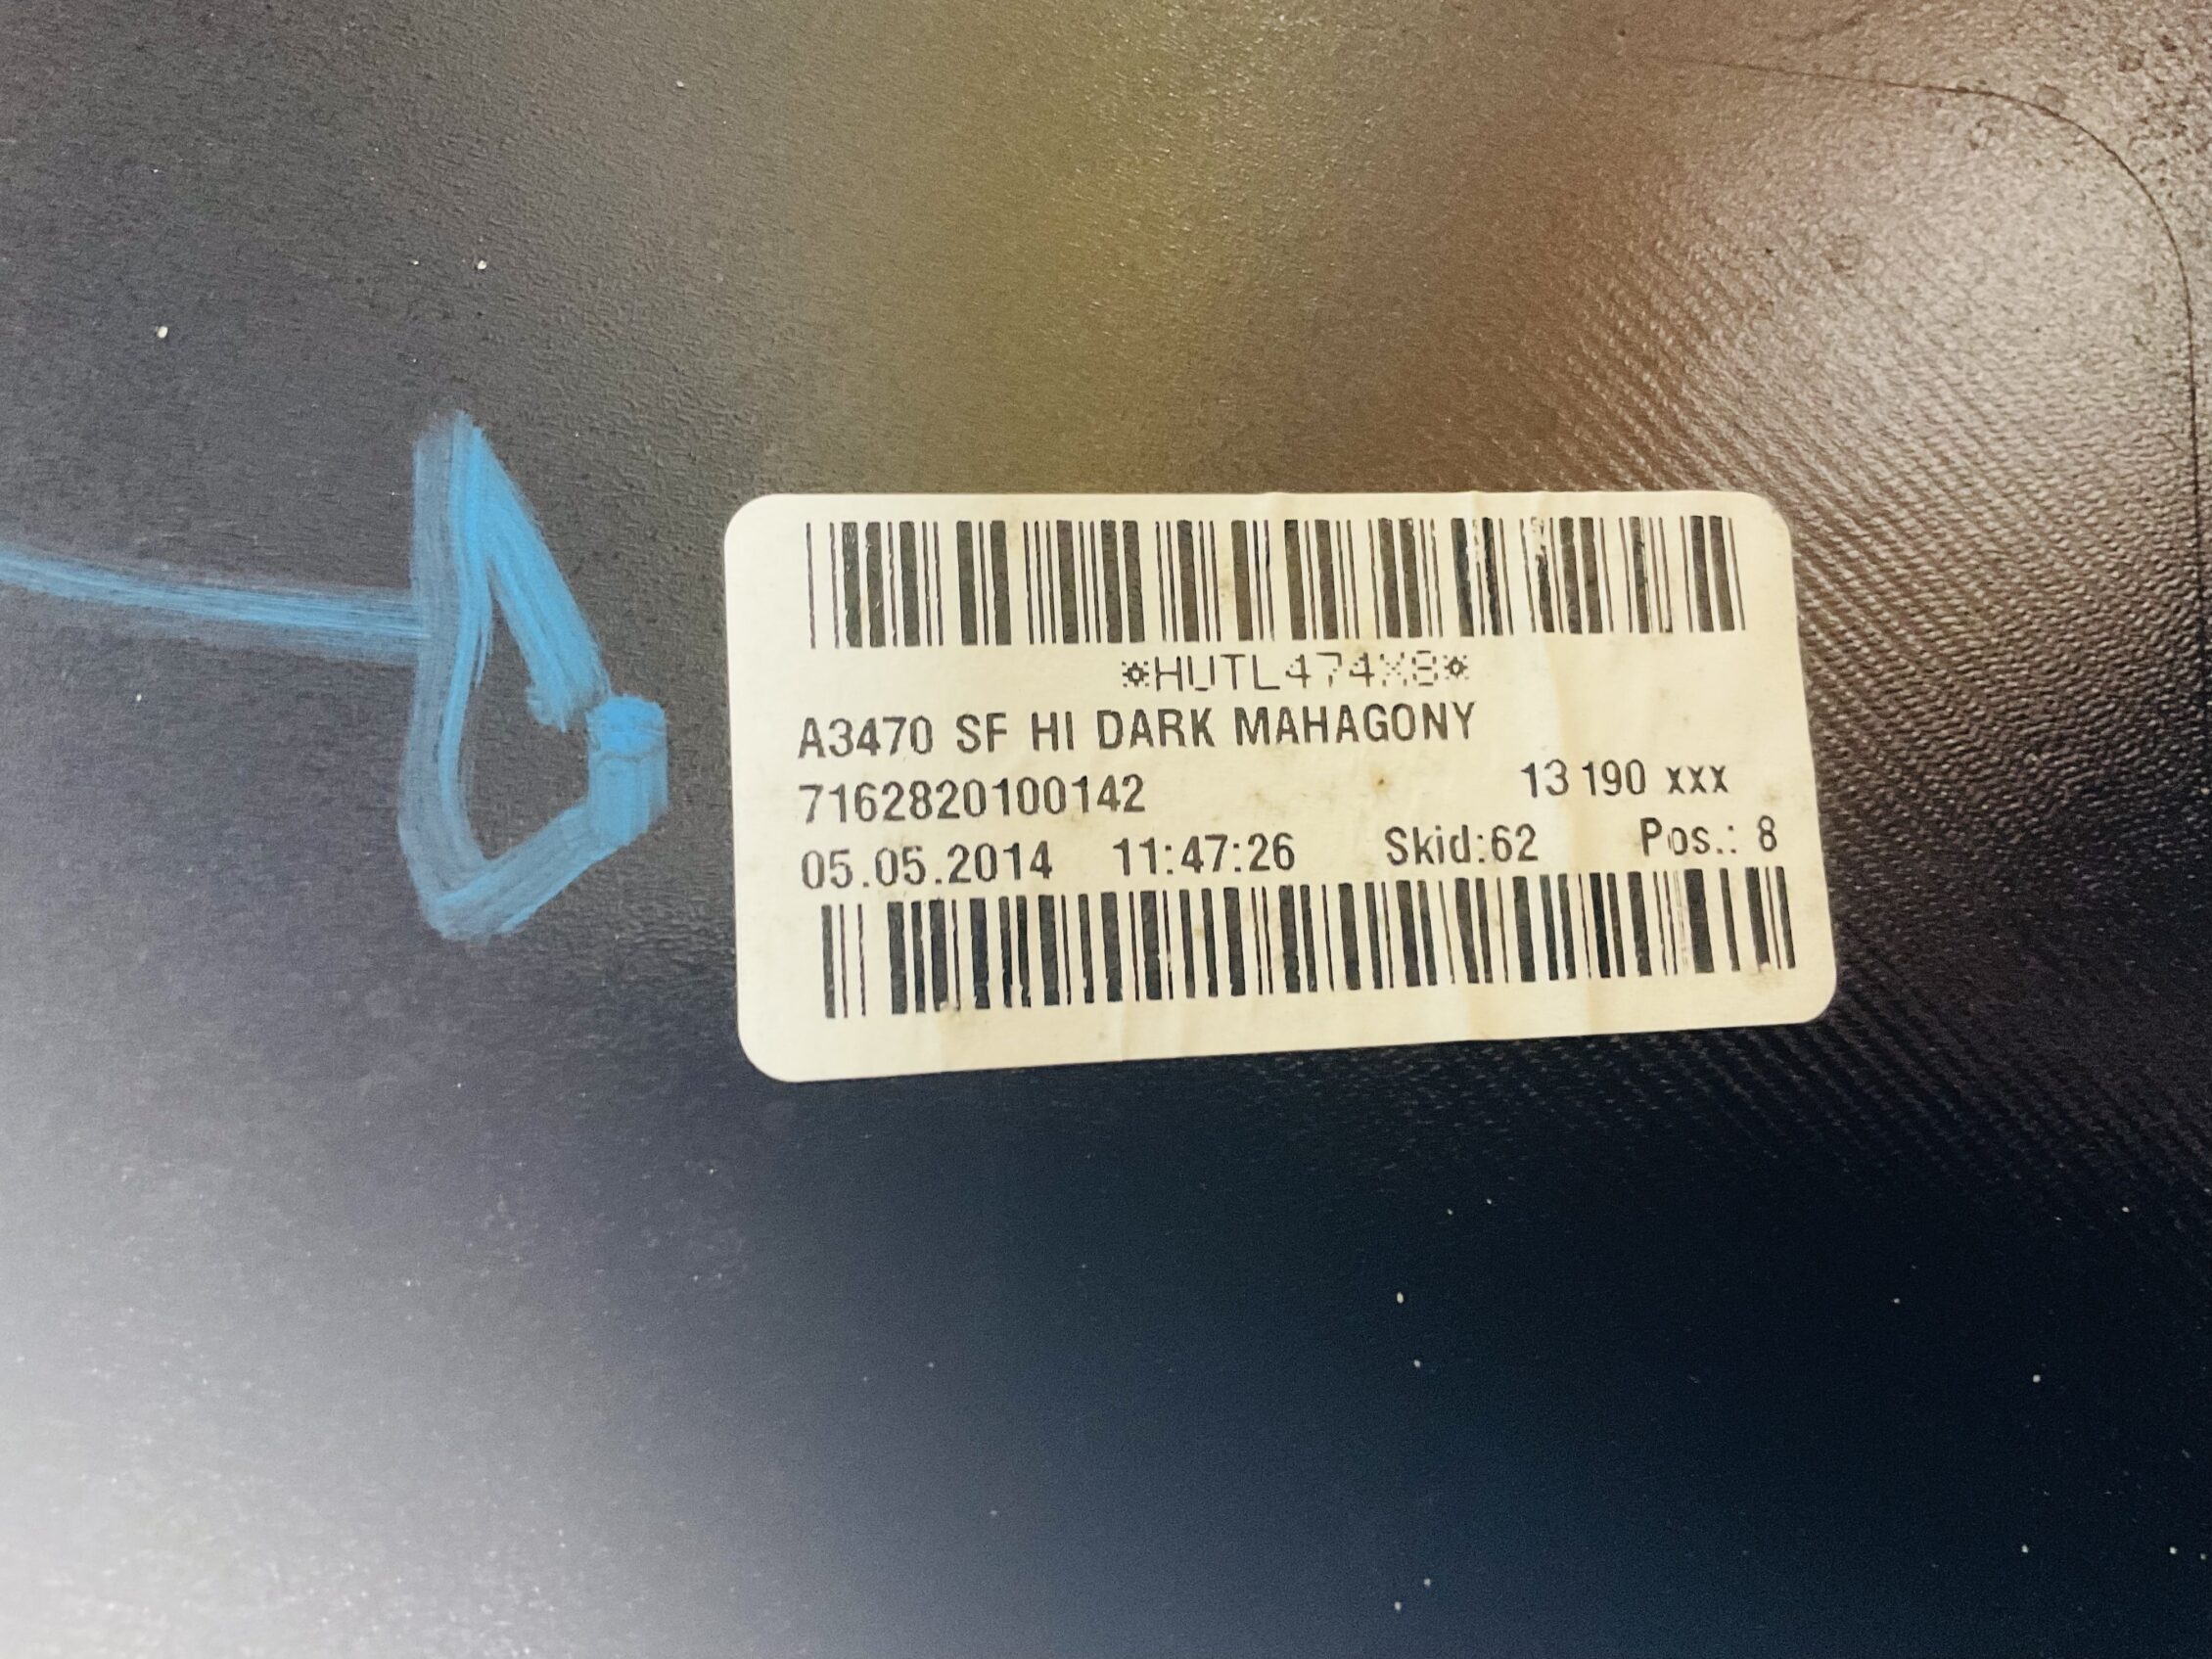 *HUTL474X8*
A3470 SF HI DARK MAHAGONY
7162820100142 13 190 xxx
05.05.2014 11:47:26 Skid:62 Pos.: 8